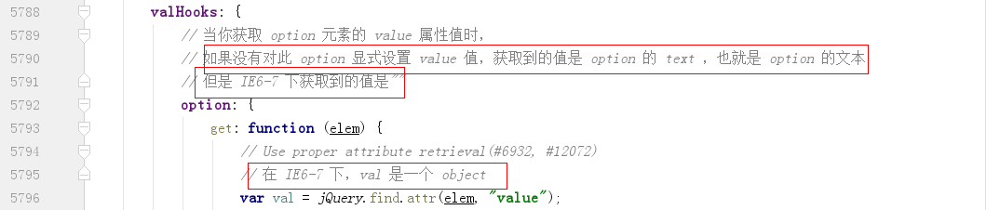 5788 valHooks: {
5789 // 当你获取 option 元素的 value 属性值时，
5790 // 如果没有对此 option 显式设置 value 值，获取到的值是 option 的 text ，也就是 option 的文本
5791 // 但是 IE6-7 下获取到的值是""
5792 option: {
5793 get: function (elem) {
5794 // Use proper attribute retrieval(#6932, #12072)
5795 // 在 IE6-7 下，val 是一个 object
5796 var val = jQuery.find.attr(elem, "value");